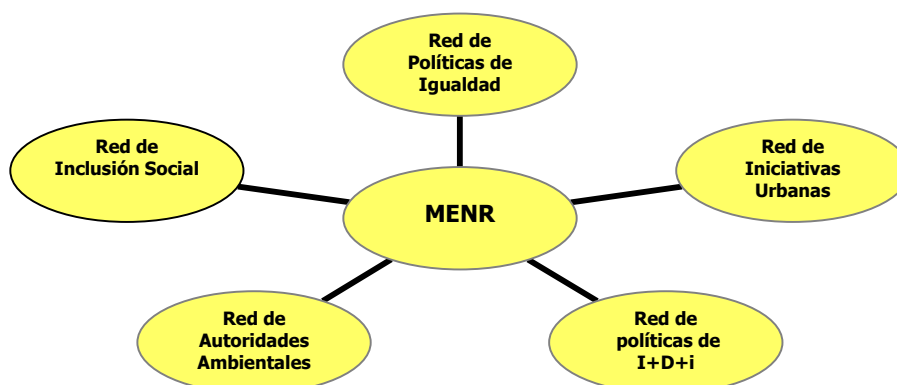 Red de
Políticas de
Igualdad
Red de
Inclusión Social
Red de
Iniciativas
Urbanas
MENR
Red de
Autoridades
Ambientales
Red de
políticas de
I+D+i